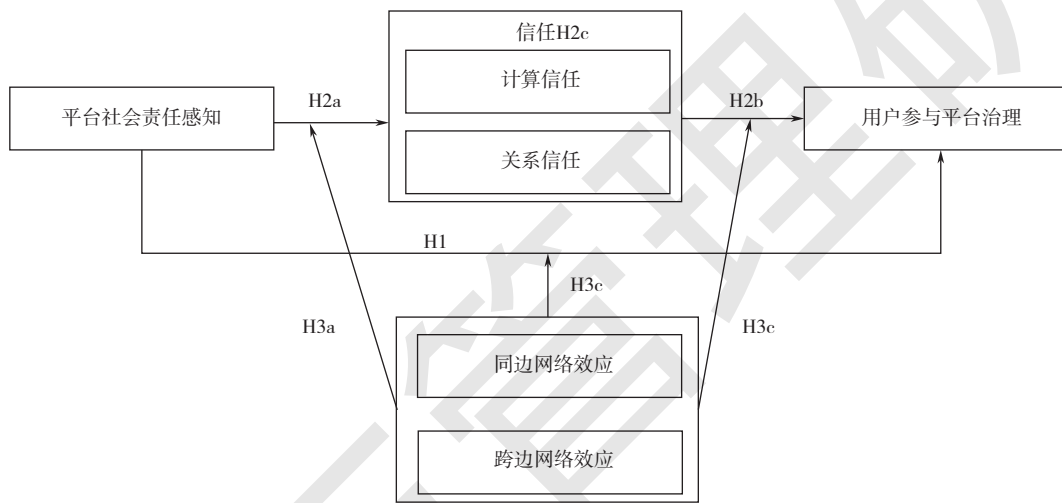 信任H2c
计算信任
平台社会责任感知
H2a
H2b
用户参与平台治理
关系信任
H1
H3c
H3a
H3c
同边网络效应
跨边网络效应
管理